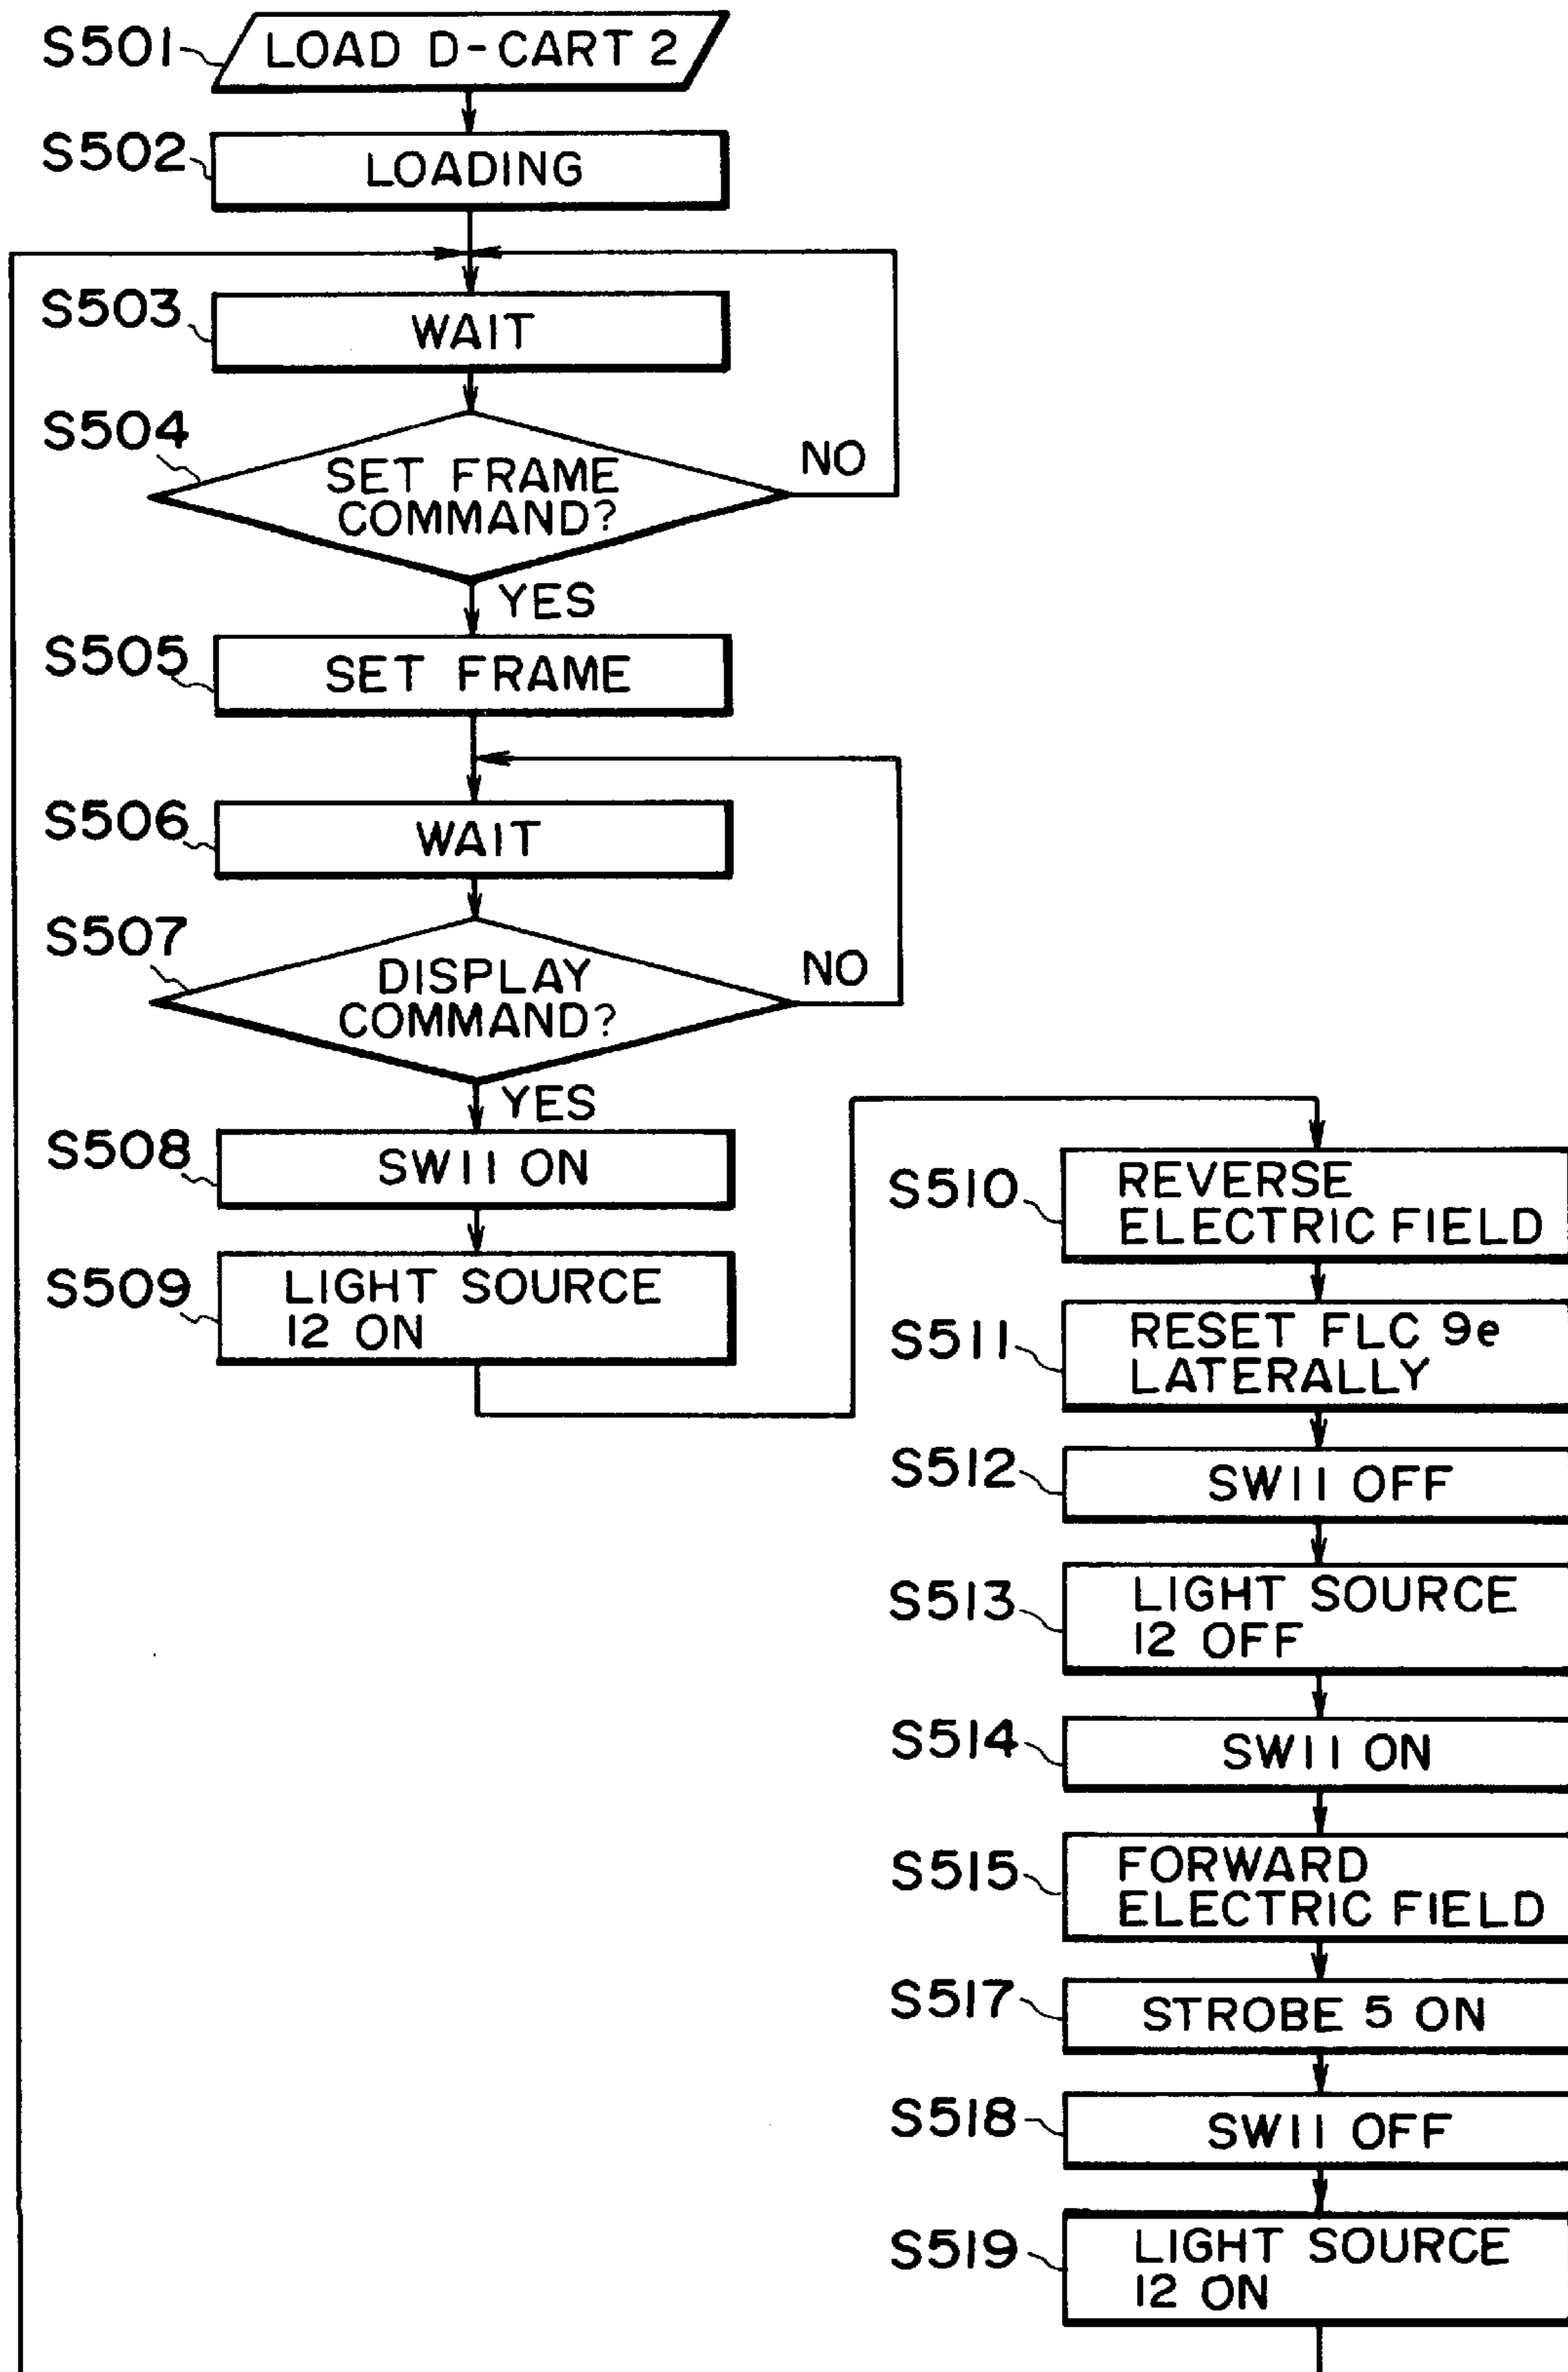 S501
LOAD D-CART 2
S502
LOADING
S503
WAIT
S504
SET FRAME
COMMAND?
NO
YES
S505
SET FRAME
S506
WAIT
S507
DISPLAY
COMMAND?
NO
YES
S508
SW11 ON
S509
LIGHT SOURCE
12 ON
S510
REVERSE
ELECTRIC FIELD
S511
RESET FLC 9e
LATERALLY
S512
SW11 OFF
S513
LIGHT SOURCE
12 OFF
S514
SW11 ON
S515
FORWARD
ELECTRIC FIELD
S517
STROBE 5 ON
S518
SW11 OFF
S519
LIGHT SOURCE
12 ON